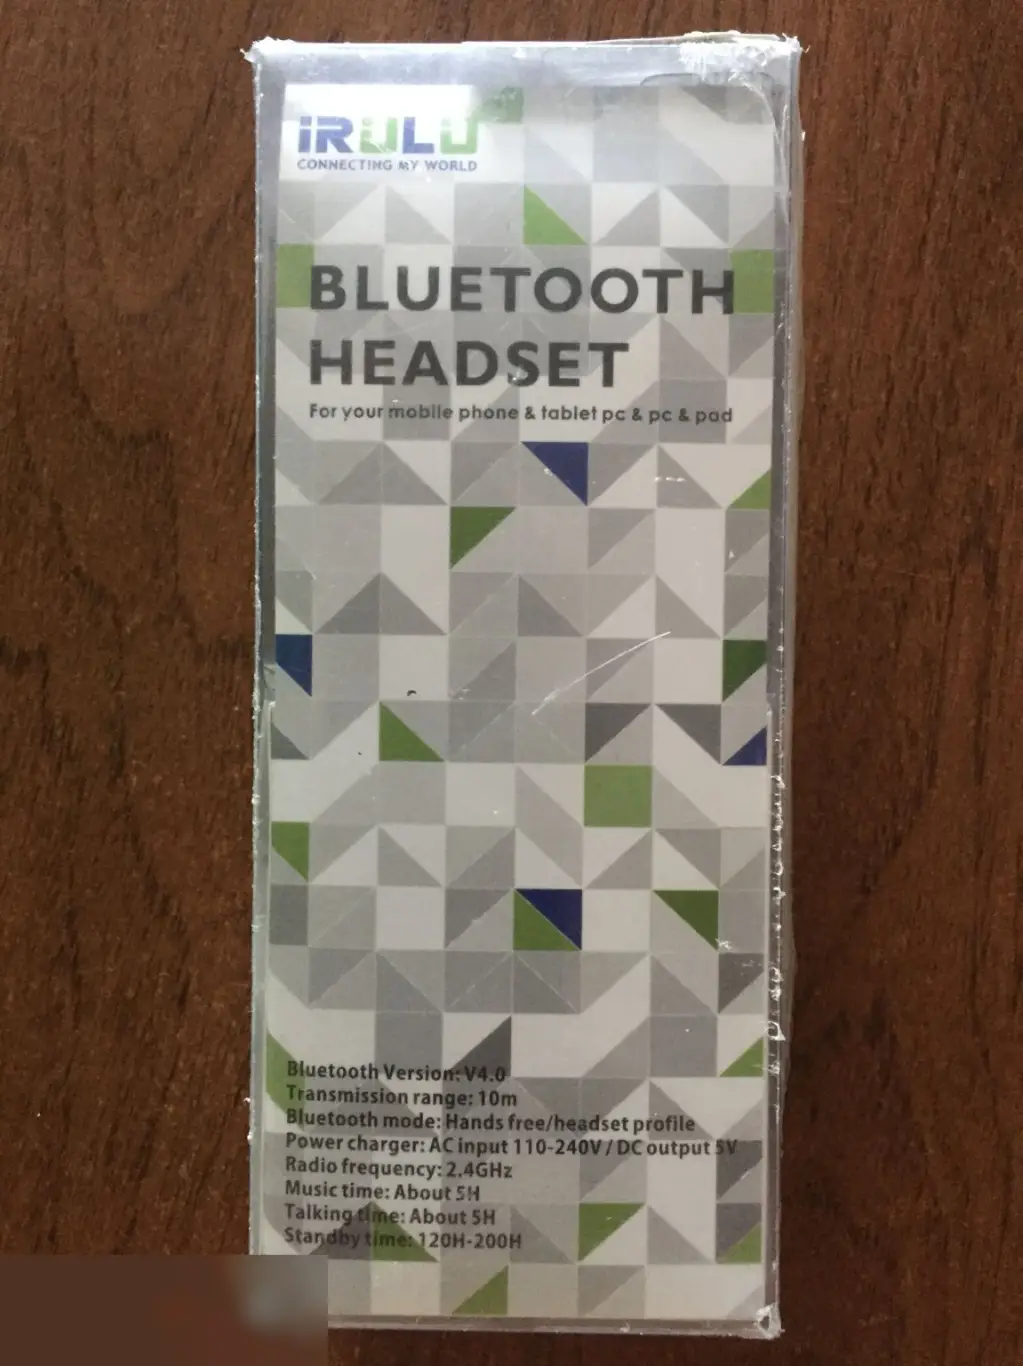 IRULU
CONNECTING MY WORLD
BLUETOOTH
HEADSET
For your mobile phone & tablet pc & pc & pad
Bluetooth Version: V4.0
Transmission range: 10m
Bluetooth mode: Hands free/headset profile
Power charger: AC input 110-240V / DC output 5V
Radio frequency: 2.4GHz
Music time: About 5H
Talking time: About 5H
Standby time: 120H-200H